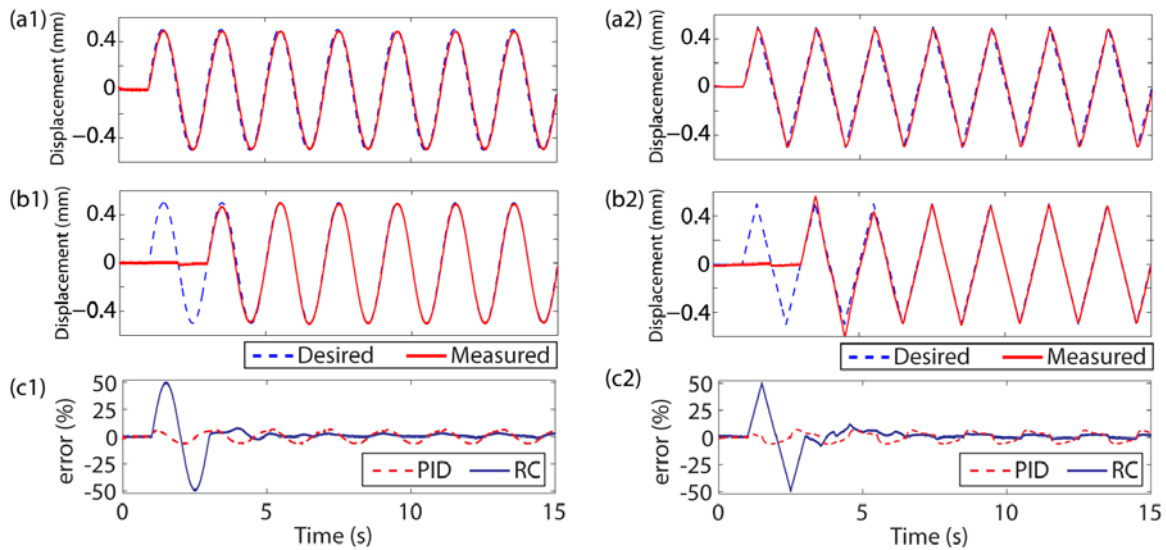 (a1)
Displacement (mm)
0.4
0
−0.4
(a2)
Displacement (mm)
0.4
0
−0.4
(b1)
Displacement (mm)
0.4
0
−0.4
Desired Measured
(b2)
Displacement (mm)
0.4
0
−0.4
Desired Measured
(c1)
error (%)
50
25
0
-25
-50
PID RC
0 5 10 15
Time (s)
(c2)
error (%)
50
25
0
-25
-50
PID RC
0 5 10 15
Time (s)